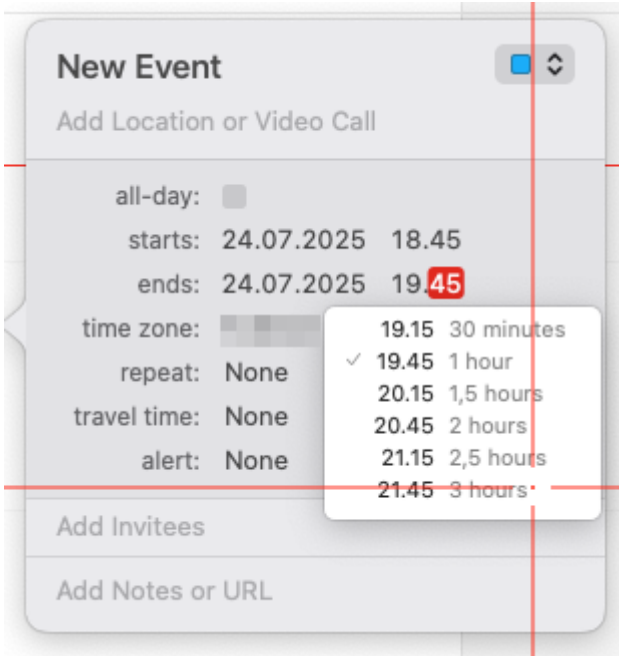 New Event
Add Location or Video Call
all-day:
starts: 24.07.2025 18.45
ends: 24.07.2025 19.45
time zone:
repeat: None
travel time: None
alert: None
19.15 30 minutes
✓ 19.45 1 hour
20.15 1,5 hours
20.45 2 hours
21.15 2,5 hours
21.45 3 hours
Add Invitees
Add Notes or URL